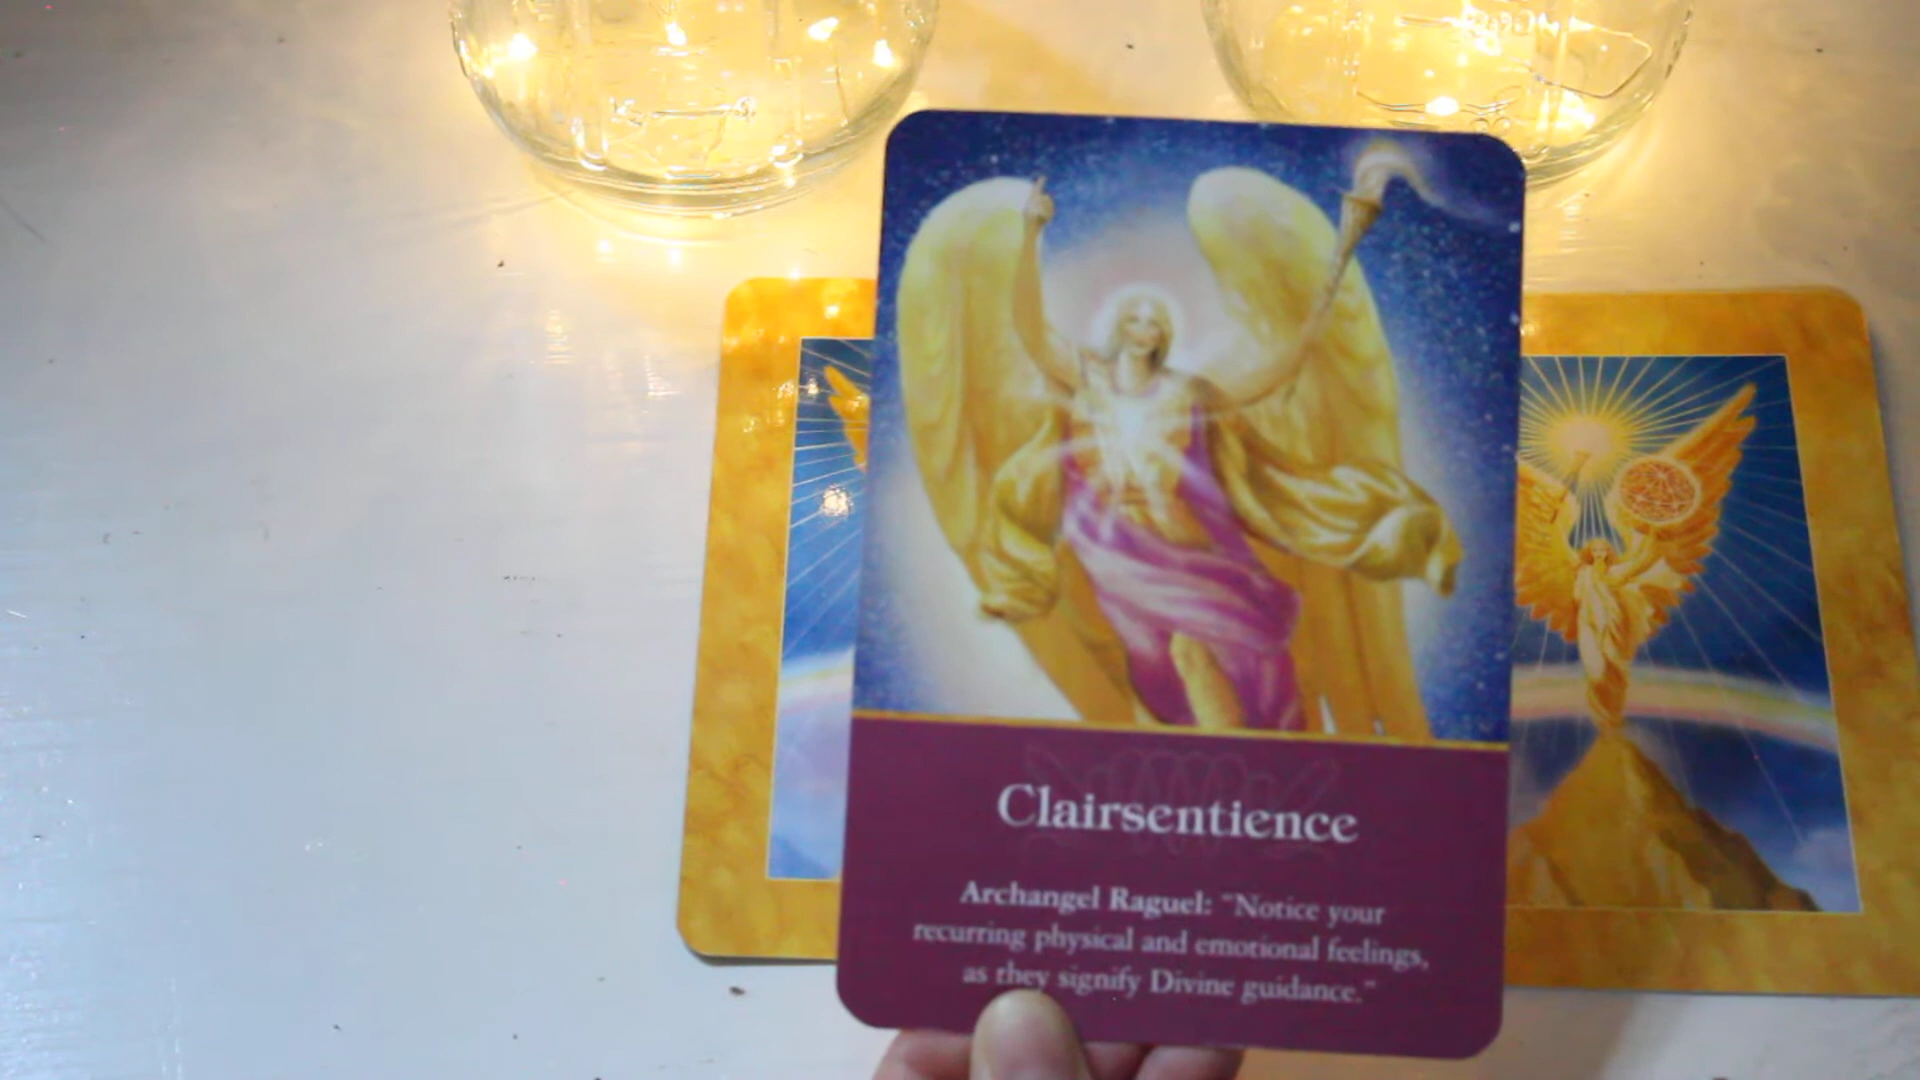 Clairsentience
Archangel Raguel: "Notice your
recurring physical and emotional feelings,
as they signify Divine guidance."